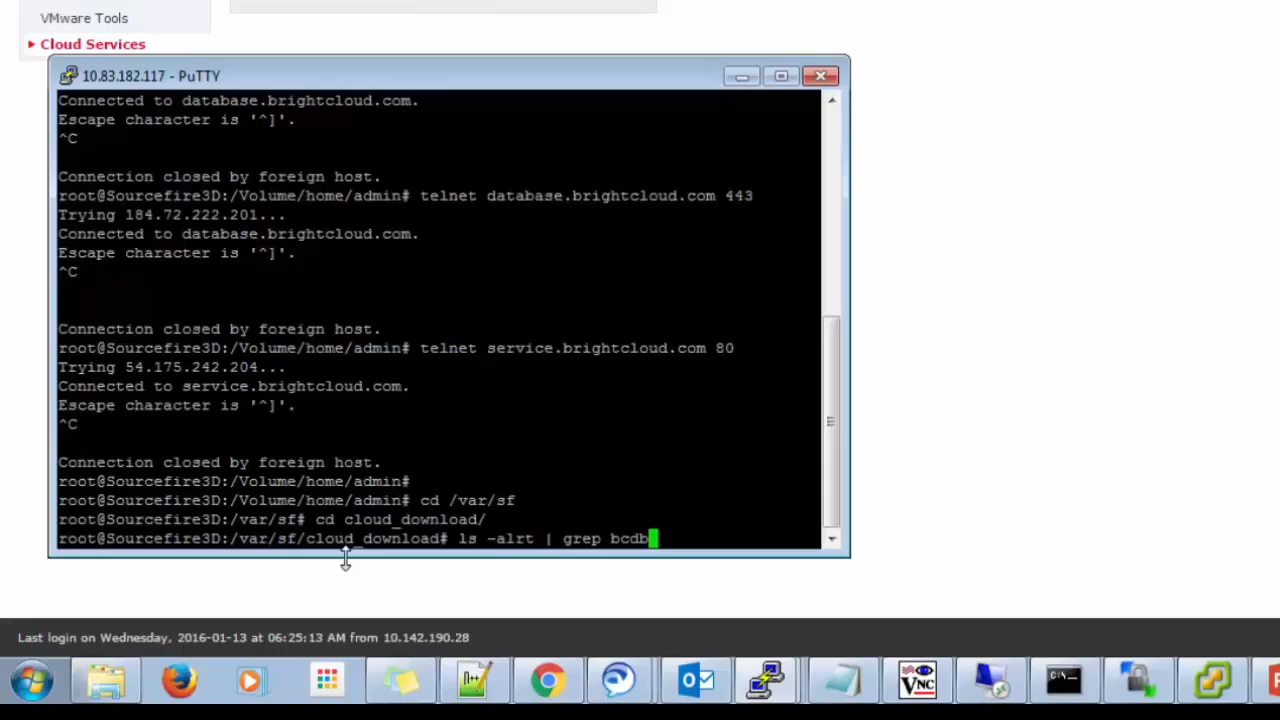 VMware Tools
Cloud Services
10.83.182.117 - PuTTY
Connected to database.brightcloud.com.
Escape character is '^]'.
^C
Connection closed by foreign host.
root@Sourcefire3D:/Volume/home/admin# telnet database.brightcloud.com 443
Trying 184.72.222.201...
Connected to database.brightcloud.com.
Escape character is '^]'.
^C
Connection closed by foreign host.
root@Sourcefire3D:/Volume/home/admin# telnet service.brightcloud.com 80
Trying 54.175.242.204...
Connected to service.brightcloud.com.
Escape character is '^]'.
^C
Connection closed by foreign host.
root@Sourcefire3D:/Volume/home/admin#
root@Sourcefire3D:/Volume/home/admin# cd /var/sf
root@Sourcefire3D:/var/sf# cd cloud_download/
root@Sourcefire3D:/var/sf/cloud_download# ls -alrt | grep bcdb
Last login on Wednesday, 2016-01-13 at 06:25:13 AM from 10.142.190.28
VNC